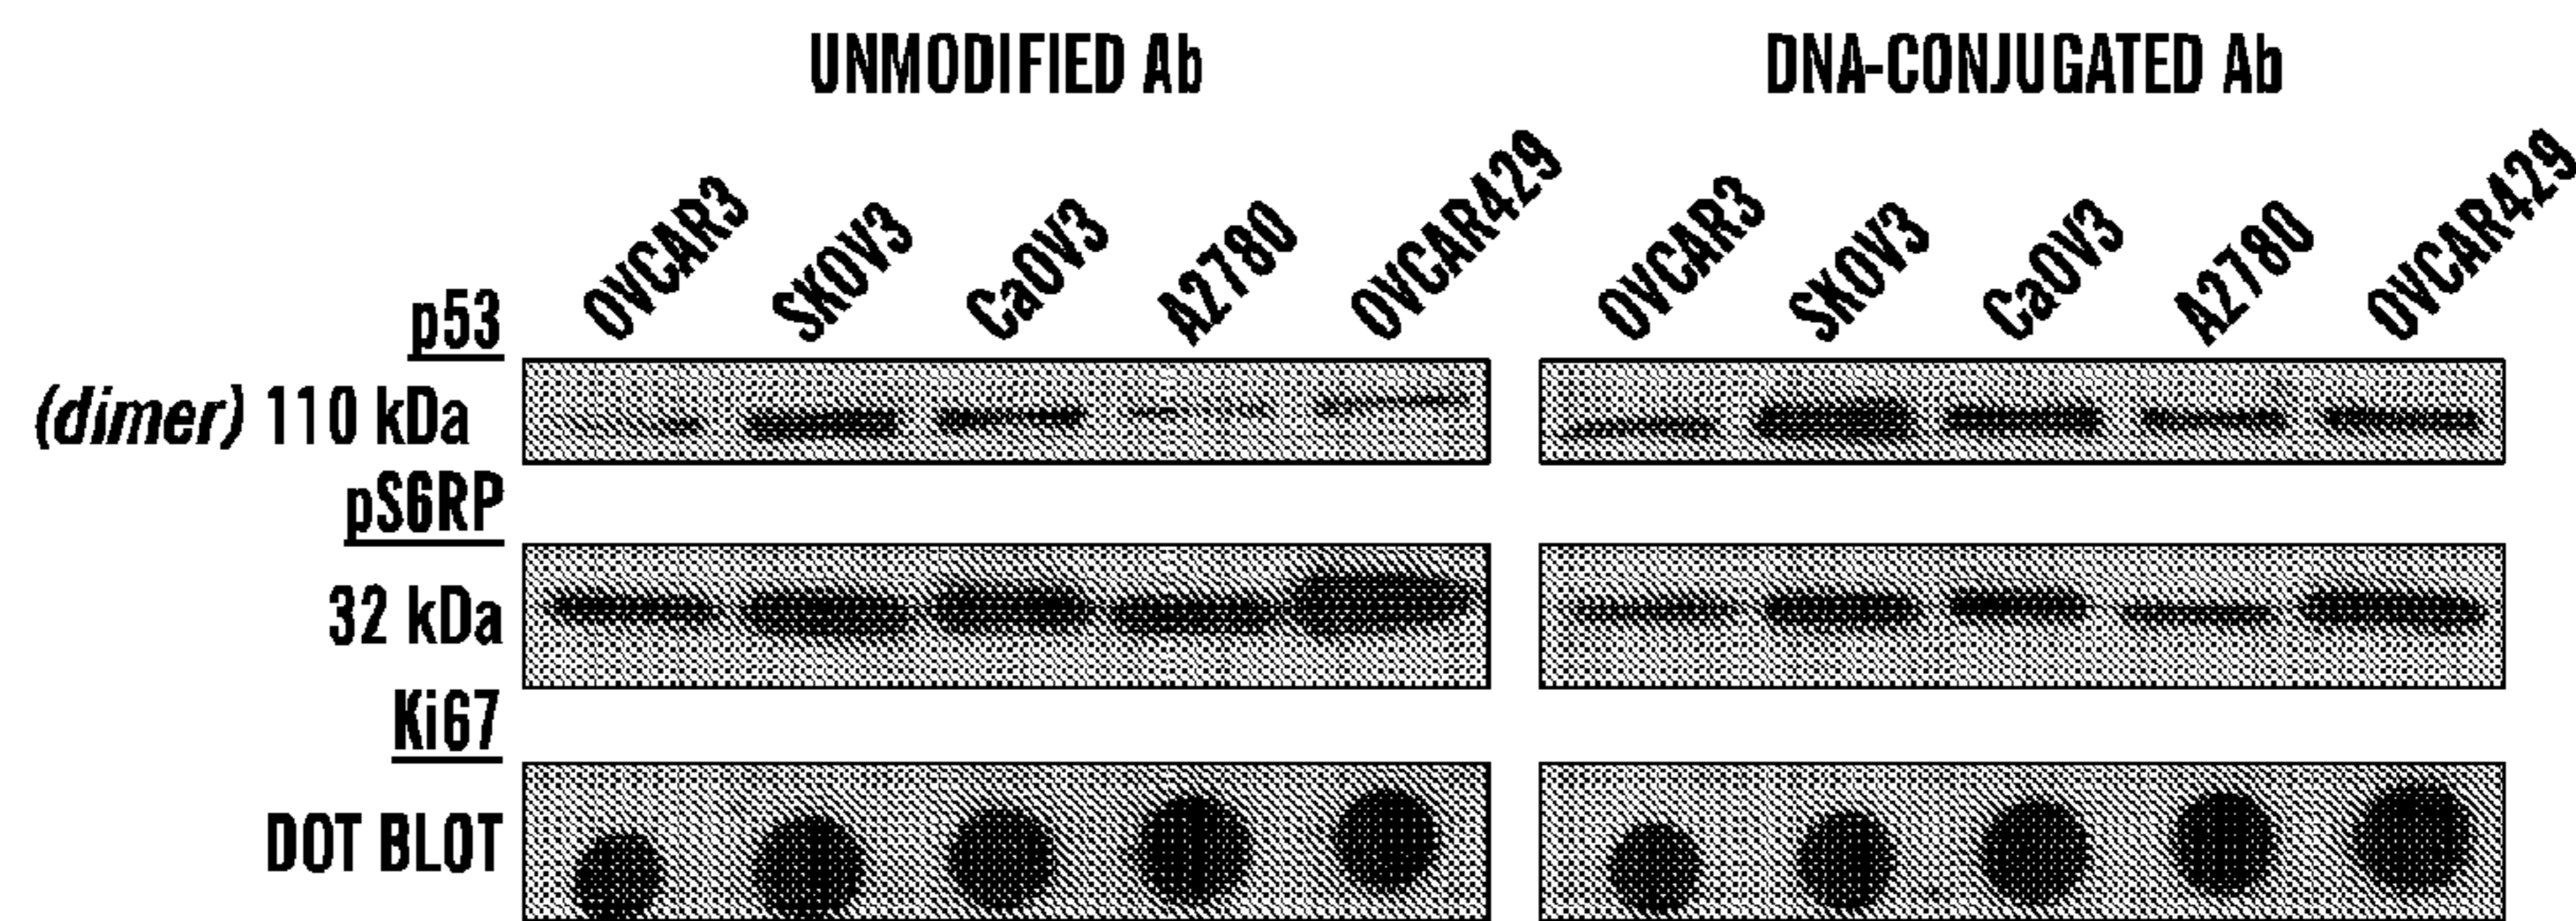 UNMODIFIED Ab DNA-CONJUGATED Ab
OVCAR3 SKOV3 CaOV3 A2780 OVCAR429 OVCAR3 SKOV3 CaOV3 A2780 OVCAR429
p53
(dimer) 110 kDa
pS6RP
32 kDa
Ki67
DOT BLOT